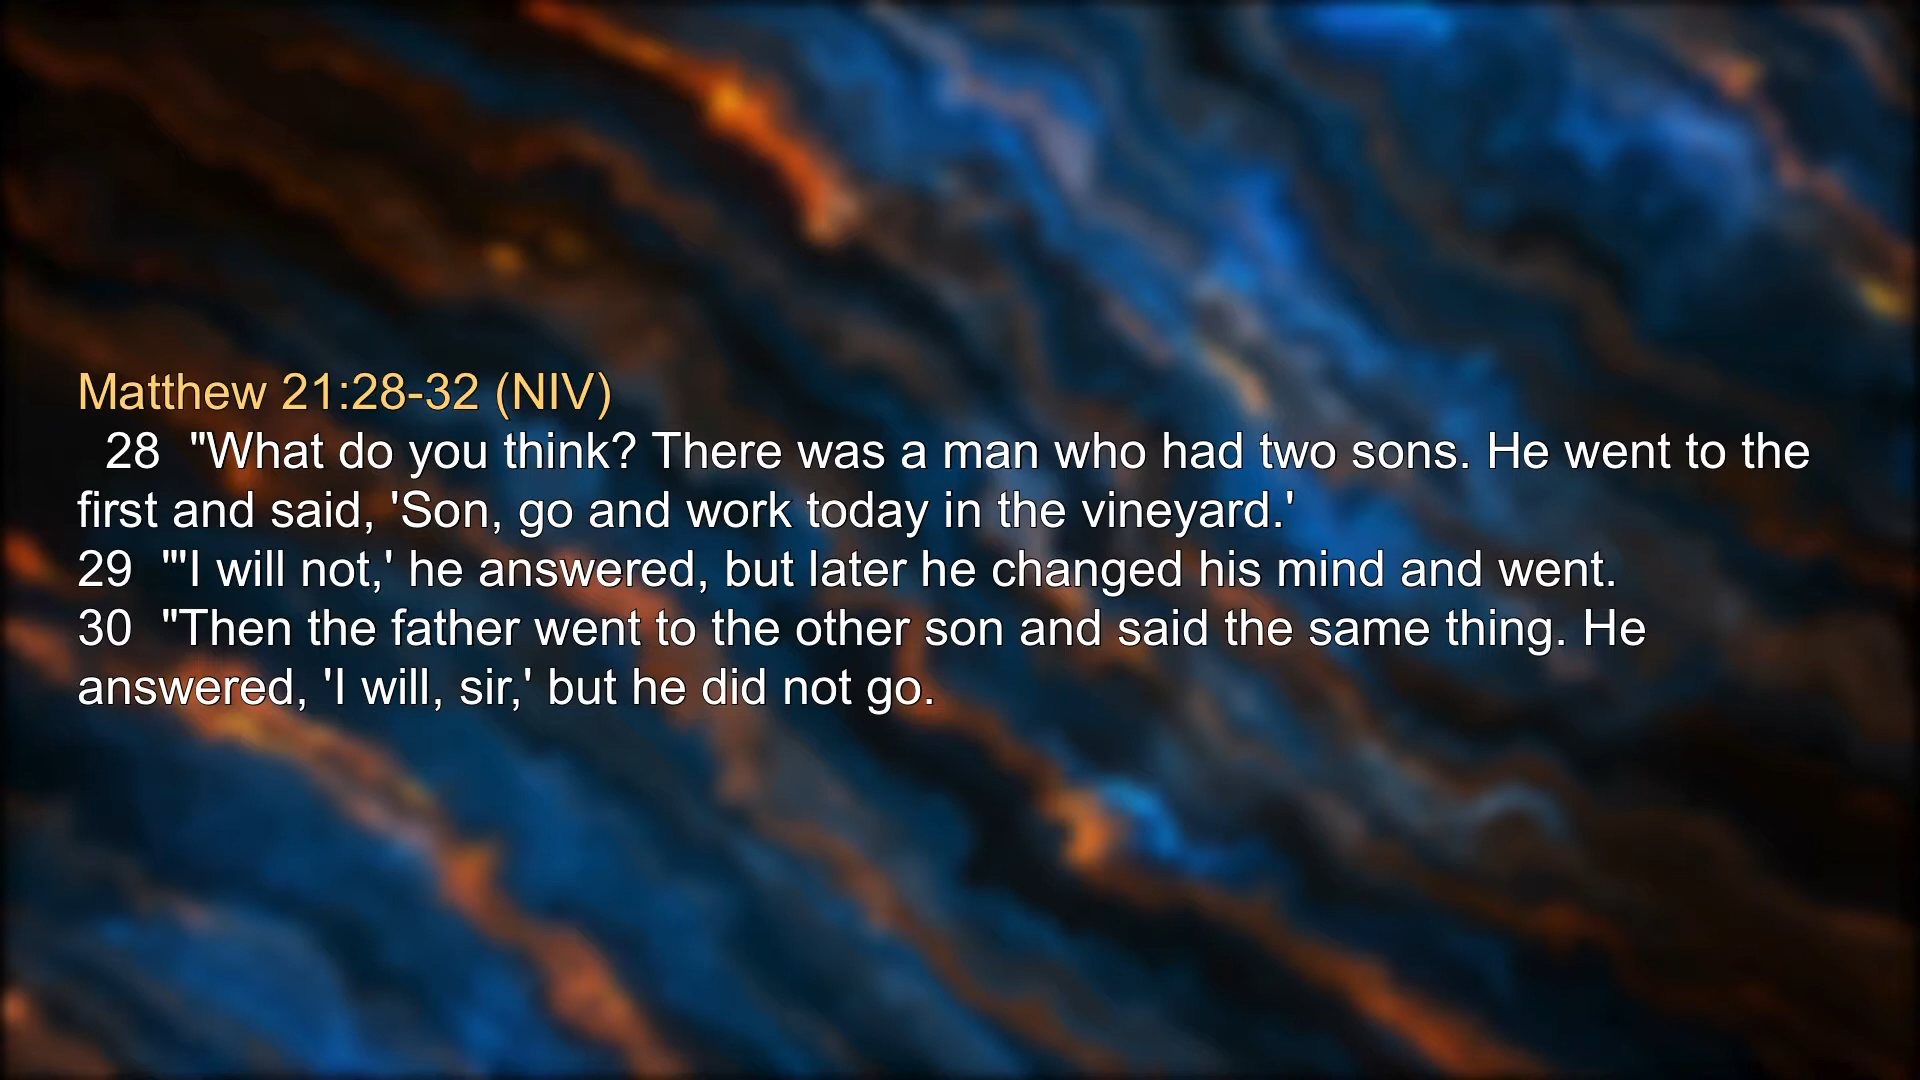 Matthew 21:28-32 (NIV)
28 "What do you think? There was a man who had two sons. He went to the
first and said, 'Son, go and work today in the vineyard.'
29 "'I will not,' he answered, but later he changed his mind and went.
30 "Then the father went to the other son and said the same thing. He
answered, 'I will, sir,' but he did not go.